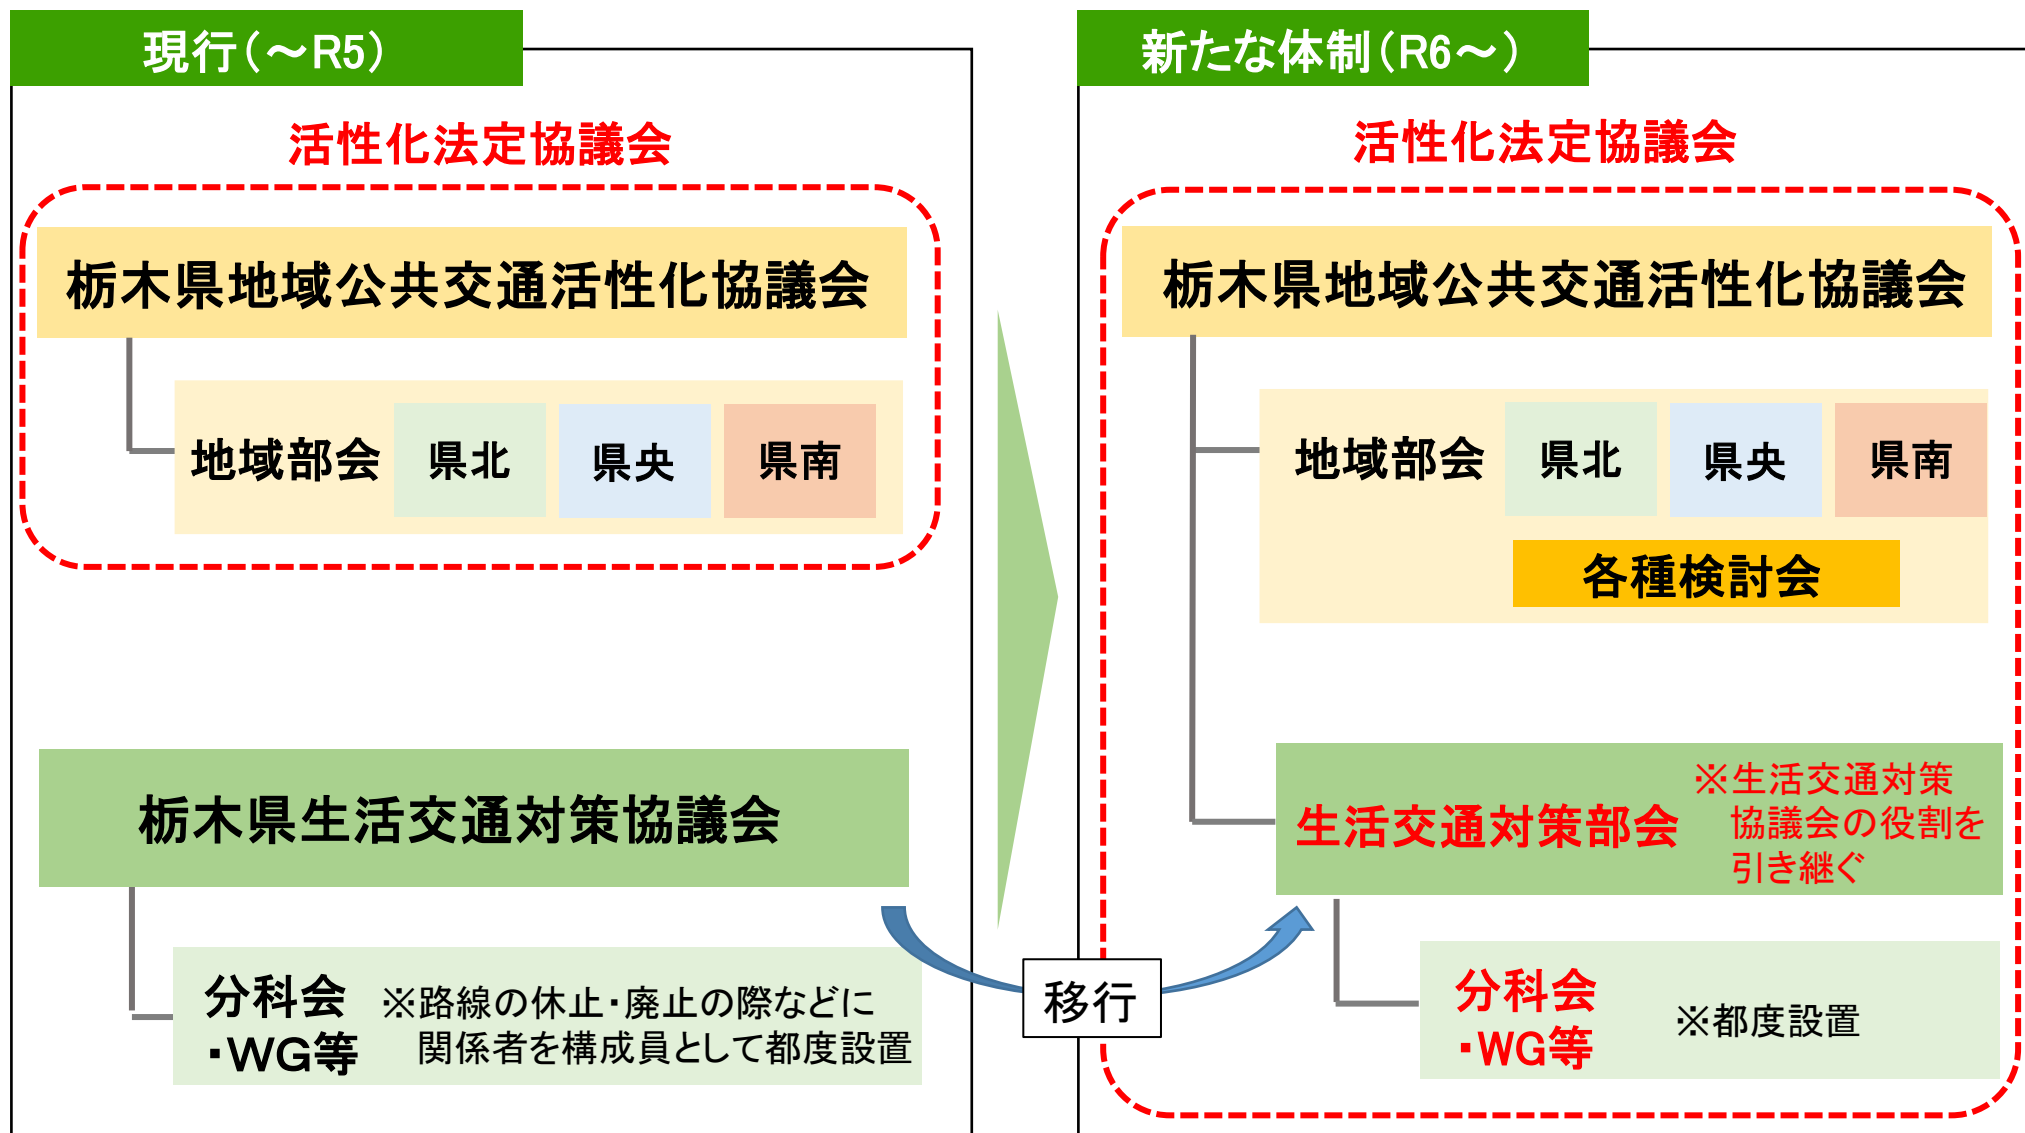 現行(～R5)
活性化法定協議会
栃木県地域公共交通活性化協議会
地域部会
県北
県央
県南
栃木県生活交通対策協議会
分科会
・WG等
※路線の休止・廃止の際などに
関係者を構成員として都度設置
移行
新たな体制(R6～)
活性化法定協議会
栃木県地域公共交通活性化協議会
地域部会
県北
県央
県南
各種検討会
生活交通対策部会
※生活交通対策
協議会の役割を
引き継ぐ
分科会
・WG等
※都度設置